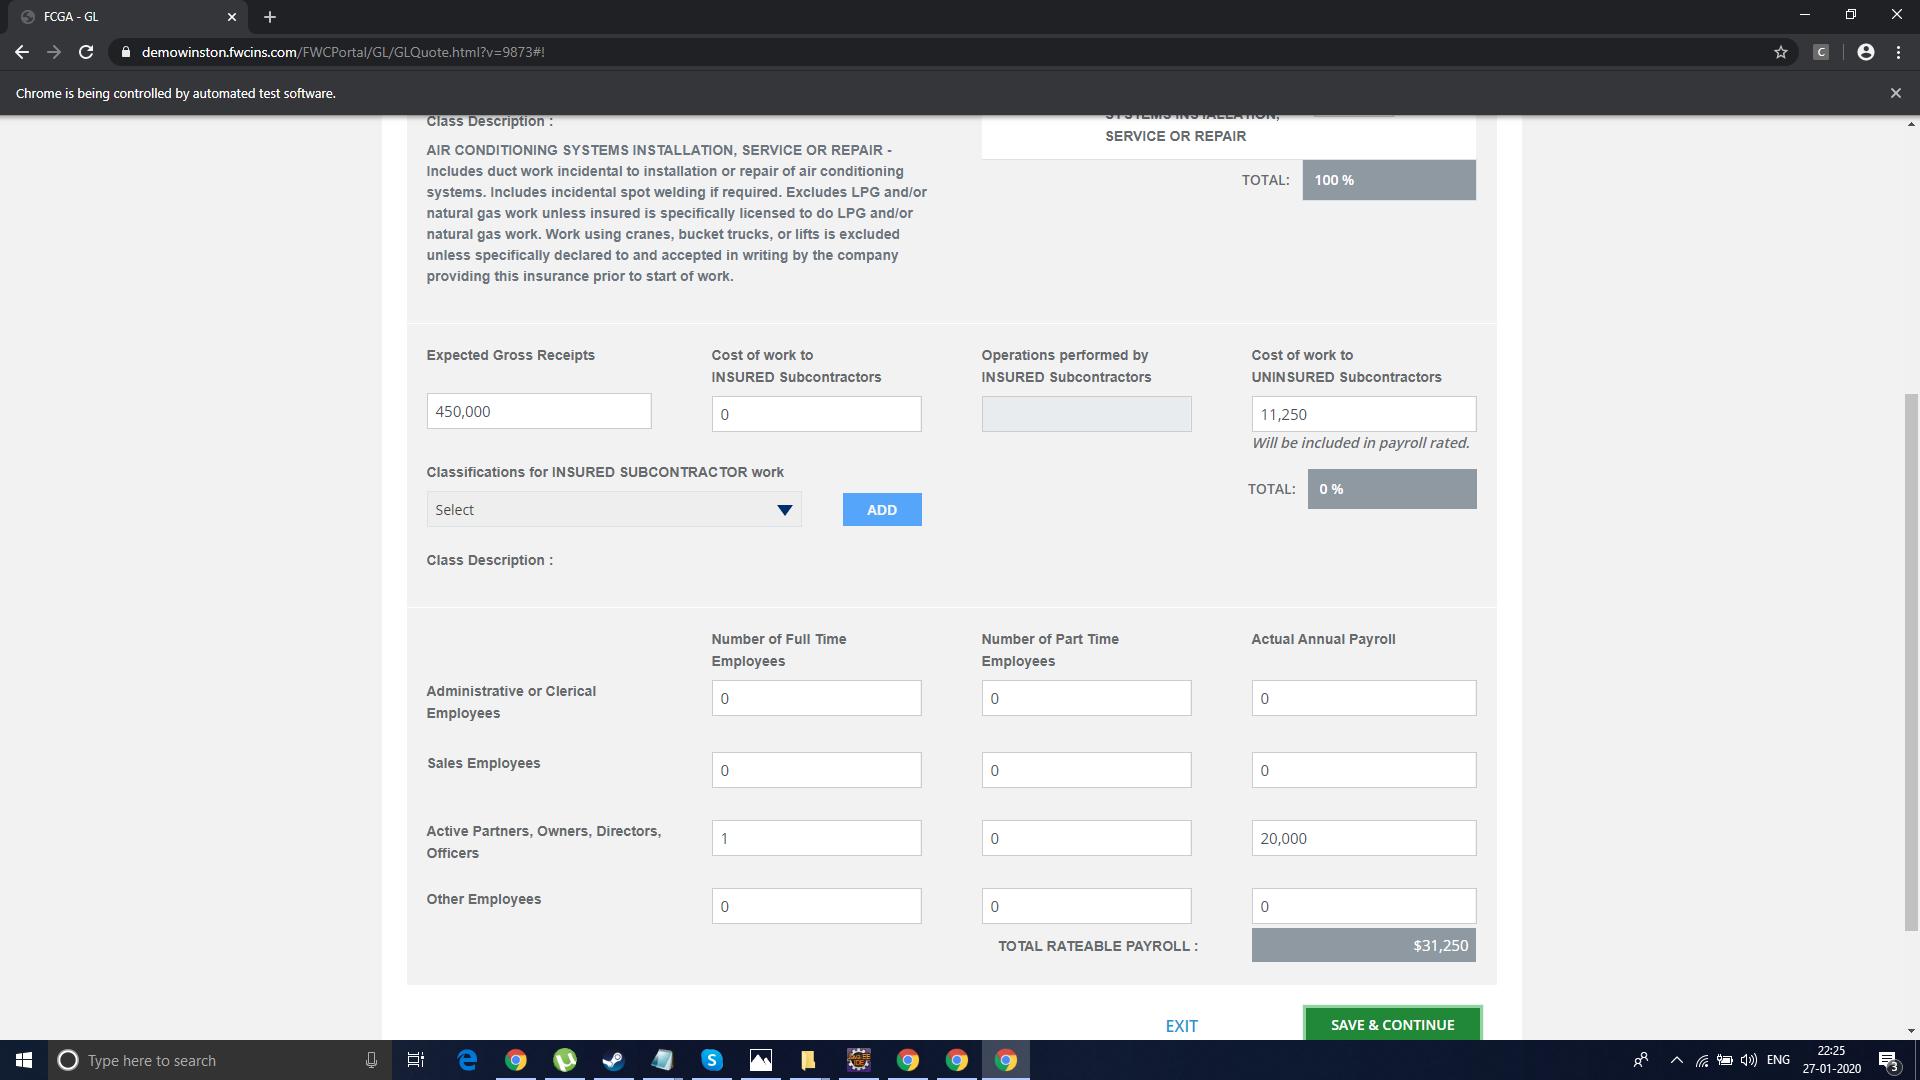 FCGA - GL
demowinston.fwcins.com/FWCPortal/GL/GLQuote.html?v=9873#!
C
Chrome is being controlled by automated test software.
Class Description :
SYSTEMS INSTALLATION,
SERVICE OR REPAIR
AIR CONDITIONING SYSTEMS INSTALLATION, SERVICE OR REPAIR -
Includes duct work incidental to installation or repair of air conditioning
systems. Includes incidental spot welding if required. Excludes LPG and/or
natural gas work unless insured is specifically licensed to do LPG and/or
natural gas work. Work using cranes, bucket trucks, or lifts is excluded
unless specifically declared to and accepted in writing by the company
providing this insurance prior to start of work.
TOTAL: 100 %
Expected Gross Receipts
Cost of work to
INSURED Subcontractors
Operations performed by
INSURED Subcontractors
Cost of work to
UNINSURED Subcontractors
450,000
0
11,250
Will be included in payroll rated.
Classifications for INSURED SUBCONTRACTOR work
TOTAL: 0 %
Select
ADD
Class Description :
Number of Full Time
Employees
Number of Part Time
Employees
Actual Annual Payroll
Administrative or Clerical
Employees
0
0
0
Sales Employees
0
0
0
Active Partners, Owners, Directors,
Officers
1
0
20,000
Other Employees
0
0
0
TOTAL RATEABLE PAYROLL : $31,250
EXIT
SAVE & CONTINUE
Type here to search
ENG
22:25
27-01-2020
3